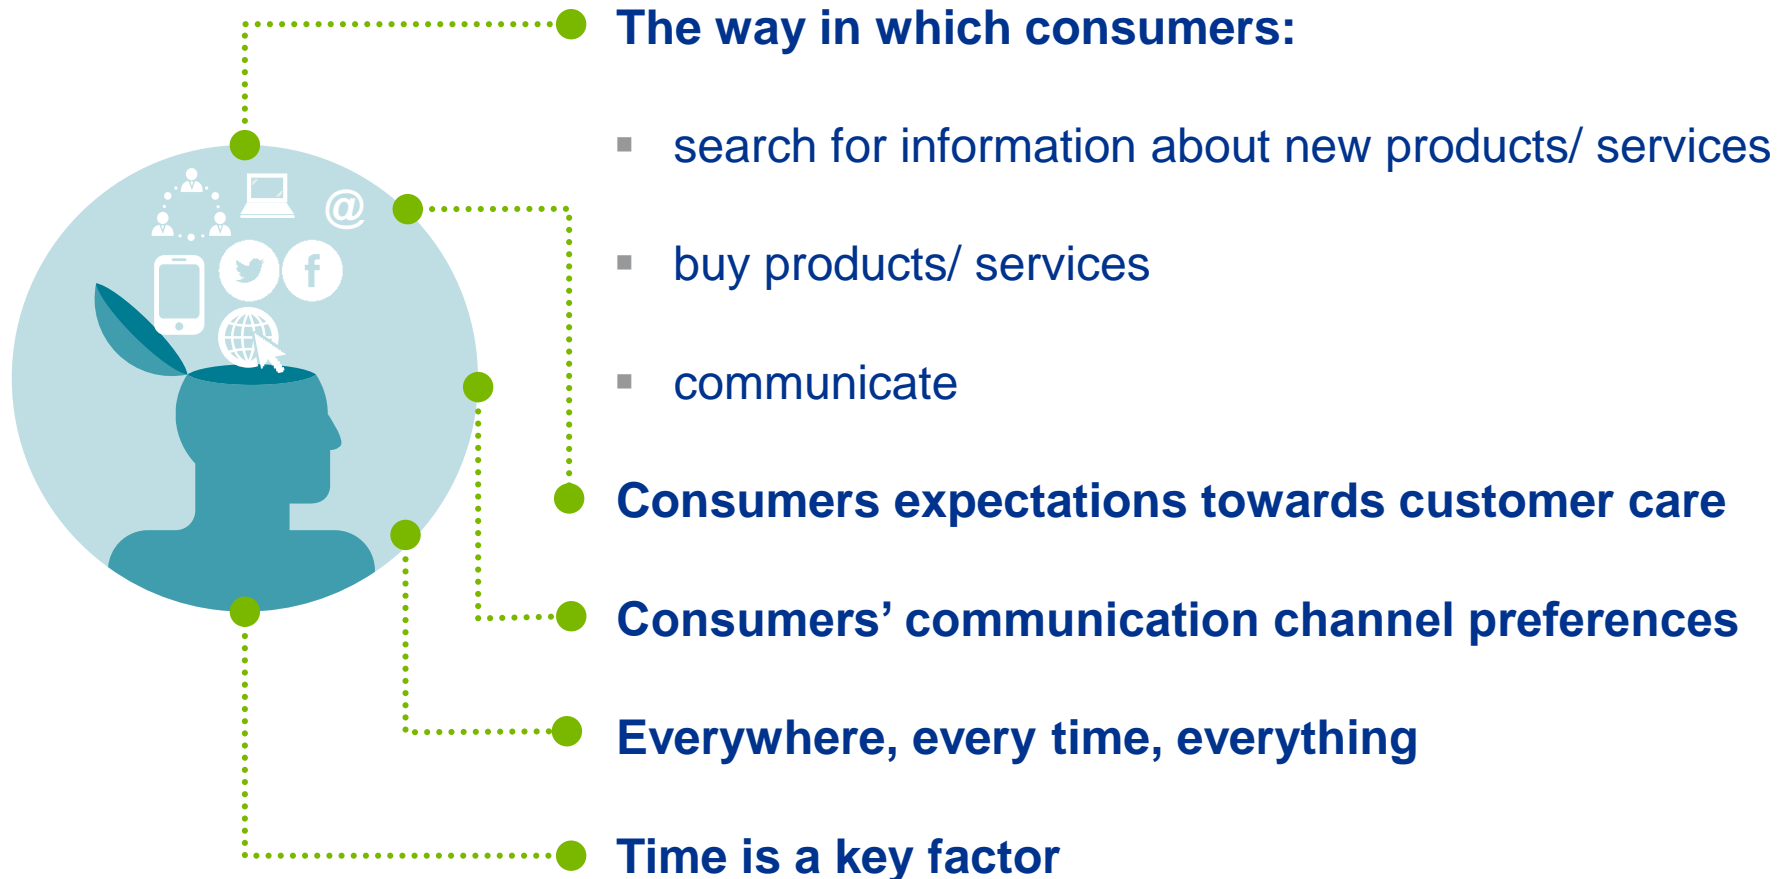 The way in which consumers:
search for information about new products/ services
@
buy products/ services
f
communicate
Consumers expectations towards customer care
Consumers’ communication channel preferences
Everywhere, every time, everything
Time is a key factor